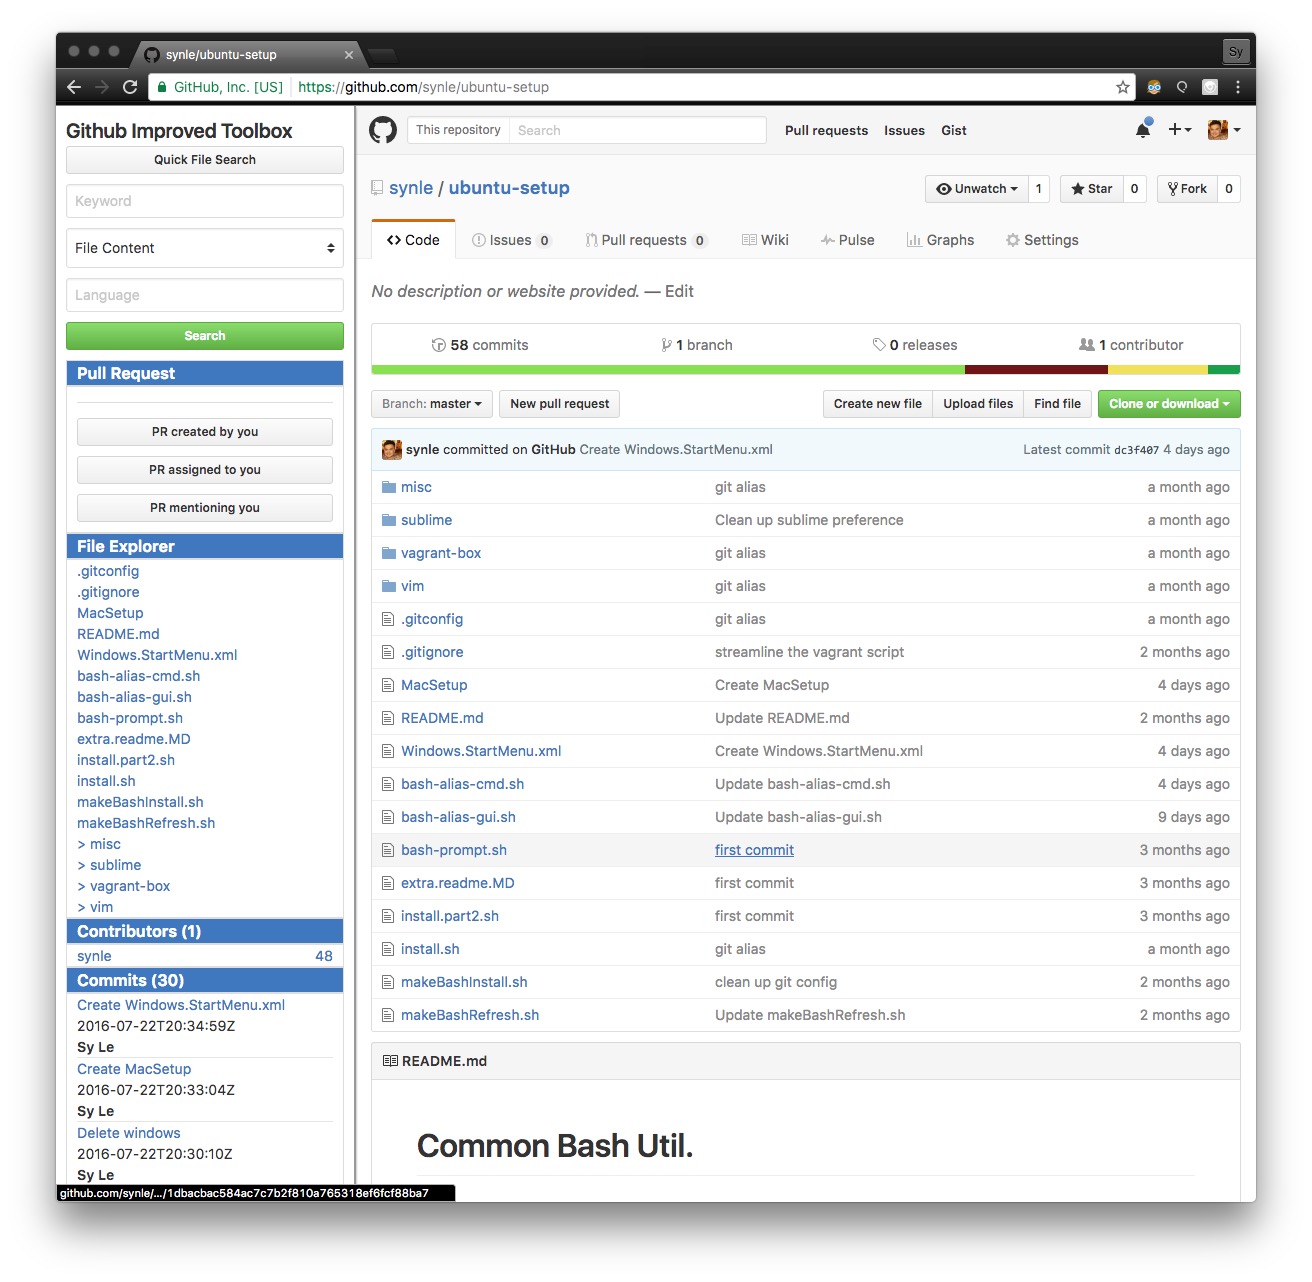 synle/ubuntu-setup
Sy
GitHub, Inc. [US] https://github.com/synle/ubuntu-setup
Github Improved Toolbox
Quick File Search
Keyword
File Content
Language
Search
Pull Request
PR created by you
PR assigned to you
PR mentioning you
File Explorer
.gitconfig
.gitignore
MacSetup
README.md
Windows.StartMenu.xml
bash-alias-cmd.sh
bash-alias-gui.sh
bash-prompt.sh
extra.readme.MD
install.part2.sh
install.sh
makeBashInstall.sh
makeBashRefresh.sh
> misc
> sublime
> vagrant-box
> vim
Contributors (1)
synle 48
Commits (30)
Create Windows.StartMenu.xml
2016-07-22T20:34:59Z
Sy Le
Create MacSetup
2016-07-22T20:33:04Z
Sy Le
Delete windows
2016-07-22T20:30:10Z
Sy Le
github.com/synle/.../1dbacbac584ac7c7b2f810a765318ef6fcf88ba7
This repository Search Pull requests Issues Gist
synle / ubuntu-setup Unwatch 1 Star 0 Fork 0
Code Issues 0 Pull requests 0 Wiki Pulse Graphs Settings
No description or website provided. — Edit
58 commits 1 branch 0 releases 1 contributor
Branch: master New pull request Create new file Upload files Find file Clone or download
synle committed on GitHub Create Windows.StartMenu.xml Latest commit dc3f407 4 days ago
misc git alias a month ago
sublime Clean up sublime preference a month ago
vagrant-box git alias a month ago
vim git alias a month ago
.gitconfig git alias a month ago
.gitignore streamline the vagrant script 2 months ago
MacSetup Create MacSetup 4 days ago
README.md Update README.md 2 months ago
Windows.StartMenu.xml Create Windows.StartMenu.xml 4 days ago
bash-alias-cmd.sh Update bash-alias-cmd.sh 4 days ago
bash-alias-gui.sh Update bash-alias-gui.sh 9 days ago
bash-prompt.sh first commit 3 months ago
extra.readme.MD first commit 3 months ago
install.part2.sh first commit 3 months ago
install.sh git alias a month ago
makeBashInstall.sh clean up git config 2 months ago
makeBashRefresh.sh Update makeBashRefresh.sh 2 months ago
README.md
Common Bash Util.